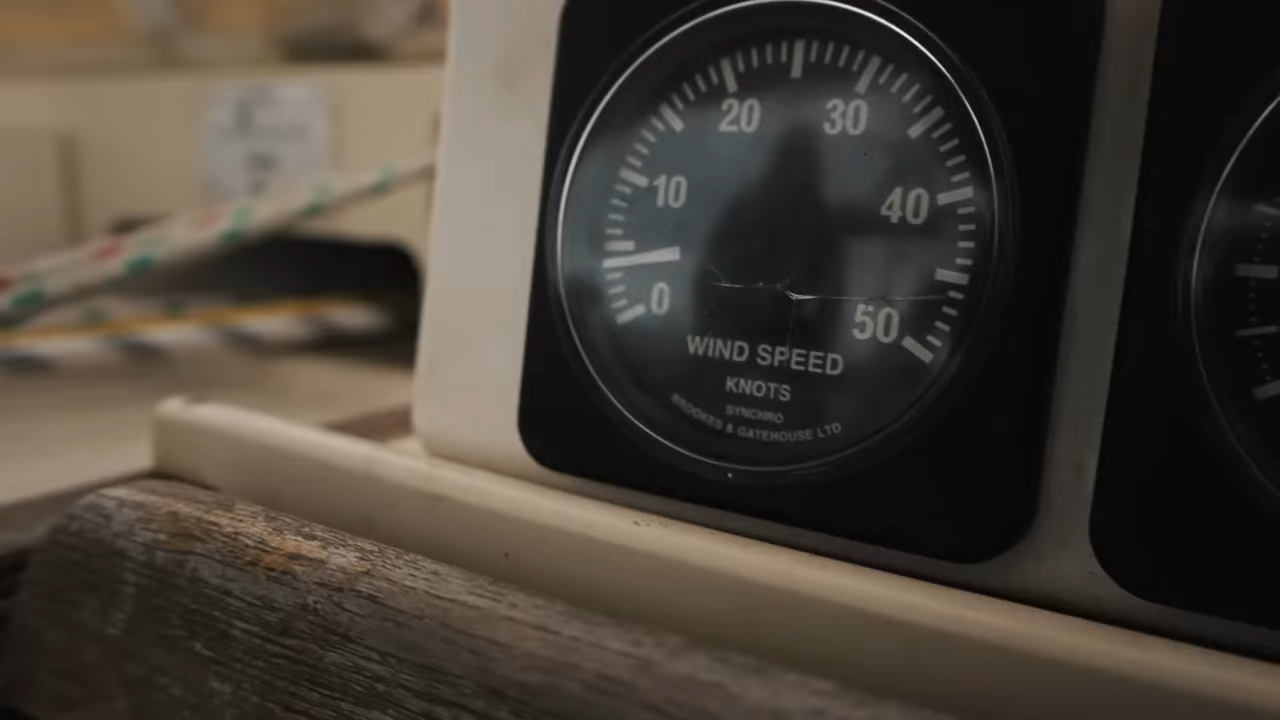 20 30
10 40
0 50
WIND SPEED
KNOTS
SYNCHRO
BROOKES & GATEHOUSE LTD